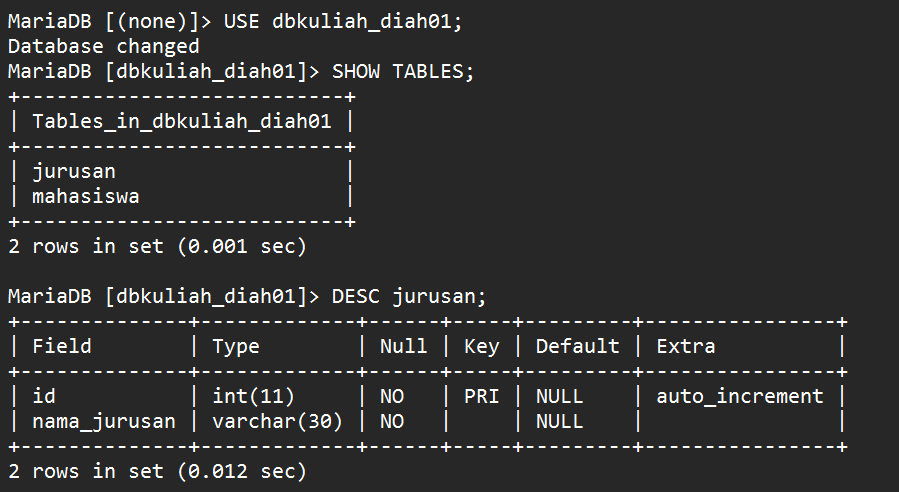 MariaDB [(none)]> USE dbkuliah_diah01;
Database changed
MariaDB [dbkuliah_diah01]> SHOW TABLES;
+---------------------------+
| Tables_in_dbkuliah_diah01 |
+---------------------------+
| jurusan                   |
| mahasiswa                 |
+---------------------------+
2 rows in set (0.001 sec)

MariaDB [dbkuliah_diah01]> DESC jurusan;
+--------------+-------------+------+-----+---------+----------------+
| Field        | Type        | Null | Key | Default | Extra          |
+--------------+-------------+------+-----+---------+----------------+
| id           | int(11)     | NO   | PRI | NULL    | auto_increment |
| nama_jurusan | varchar(30) | NO   |     | NULL    |                |
+--------------+-------------+------+-----+---------+----------------+
2 rows in set (0.012 sec)